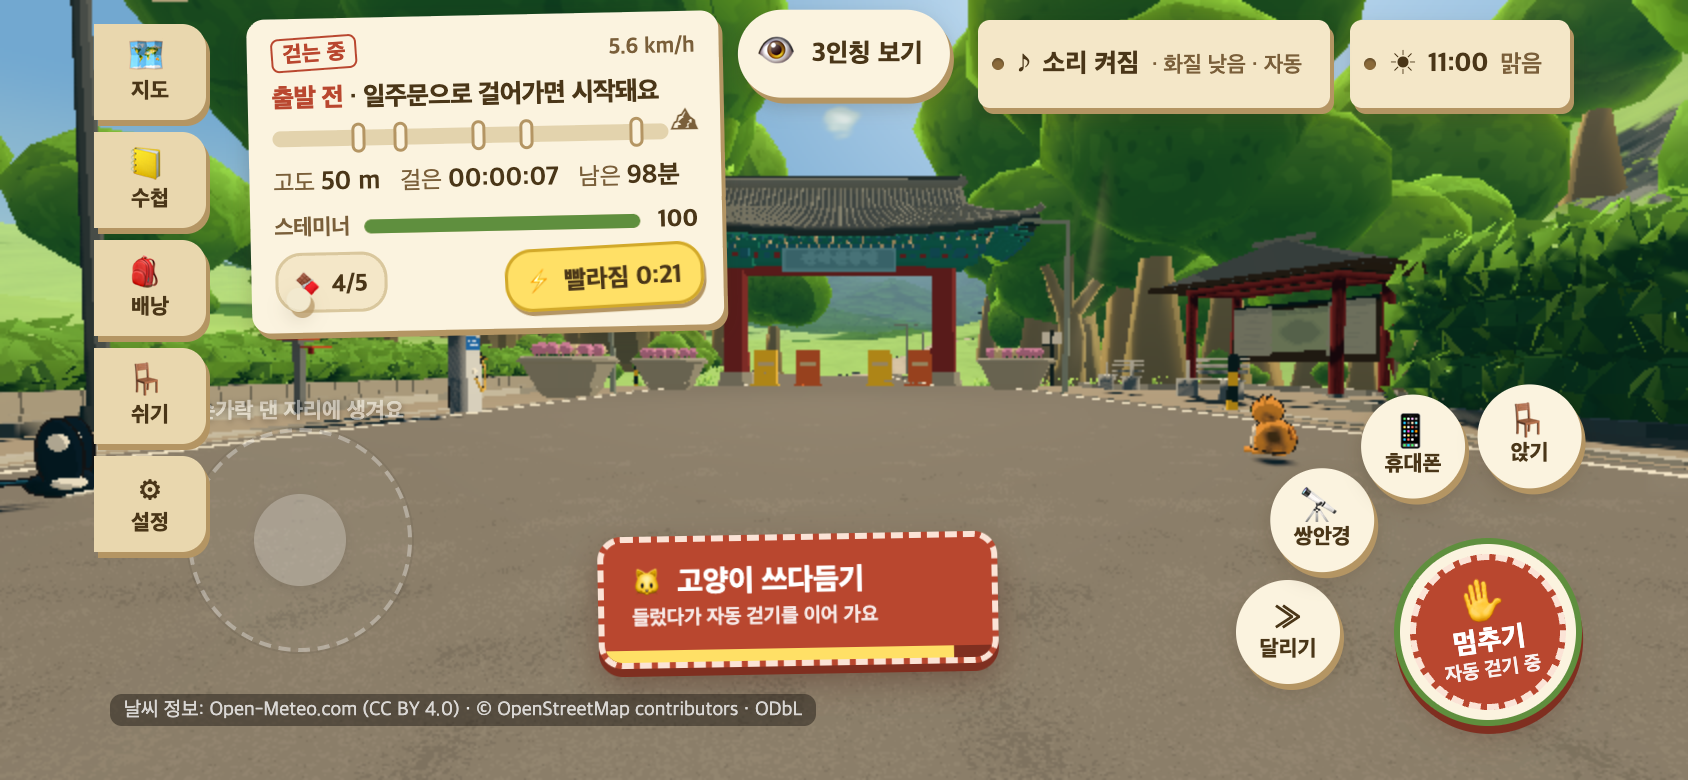 지도
수첩
배낭
쉬기
설정
걷는 중
5.6 km/h
출발 전 · 일주문으로 걸어가면 시작돼요
고도 50 m 걸은 00:00:07 남은 98분
스테미너 100
4/5
빨라짐 0:21
3인칭 보기
♪ 소리 켜짐 · 화질 낮음 · 자동
11:00 맑음
댄 자리에 생겨요
휴대폰
앉기
쌍안경
달리기
멈추기
자동 걷기 중
고양이 쓰다듬기
들렀다가 자동 걷기를 이어 가요
날씨 정보: Open-Meteo.com (CC BY 4.0) · © OpenStreetMap contributors · ODbL